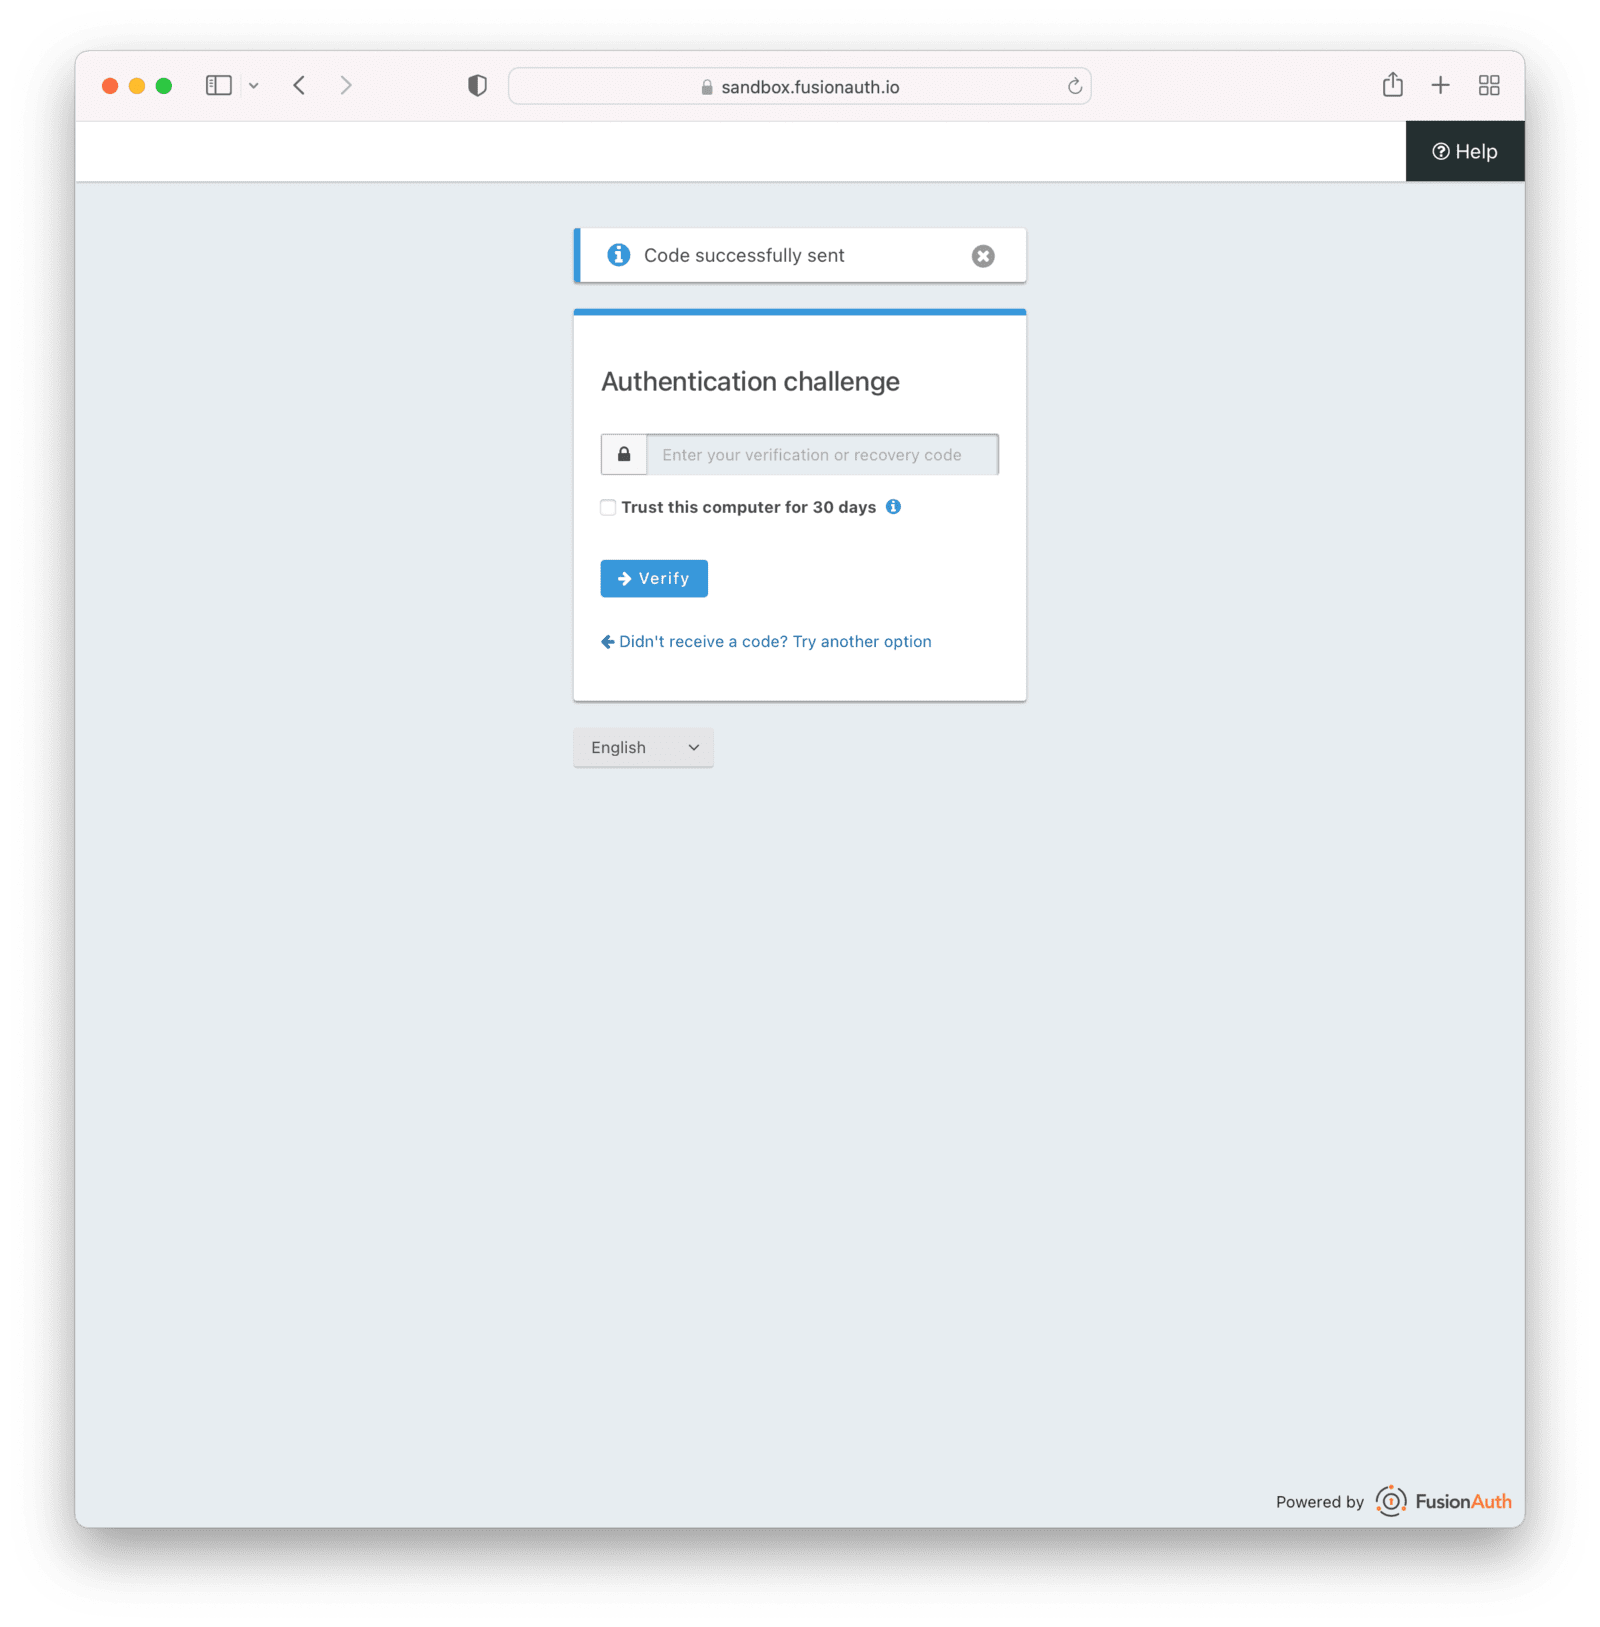 sandbox.fusionauth.io
Help
Code successfully sent
Authentication challenge
Enter your verification or recovery code
Trust this computer for 30 days
Verify
Didn't receive a code? Try another option
English
Powered by FusionAuth